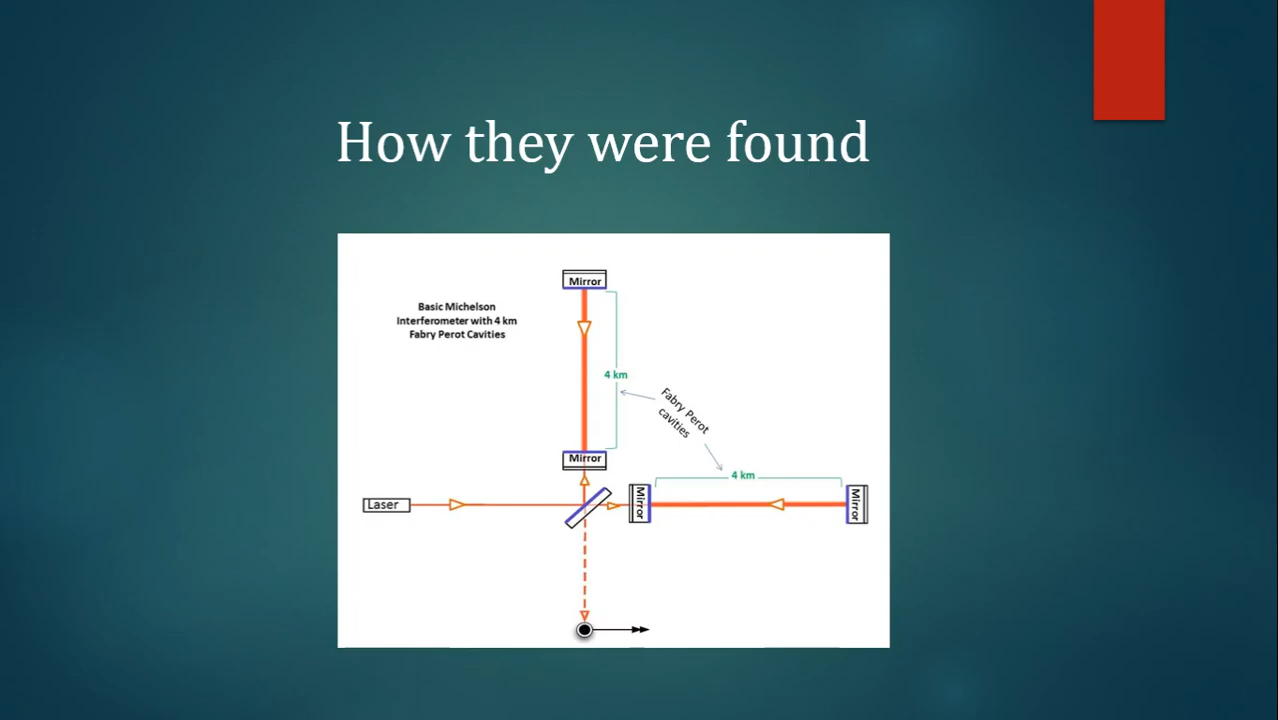 How they were found
Mirror
Basic Michelson
Interferometer with 4 km
Fabry Perot Cavities
4 km
Fabry Perot
cavities
Mirror
4 km
Laser
Mirror
Mirror